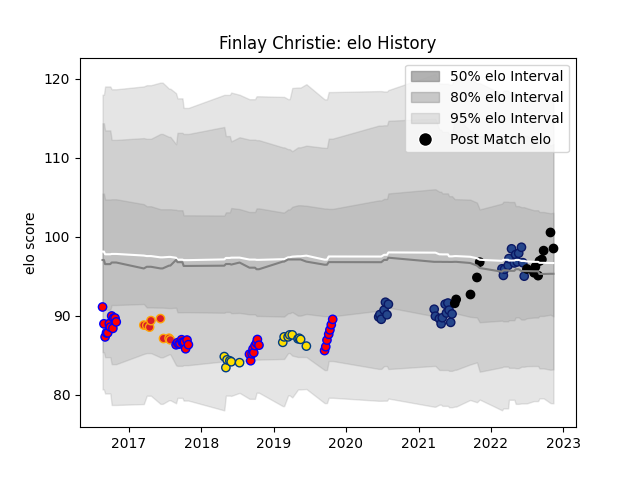 Finlay Christie: elo History
50% elo Interval
80% elo Interval
95% elo Interval
Post Match elo
elo score
120
110
100
90
80
2017 2018 2019 2020 2021 2022 2023